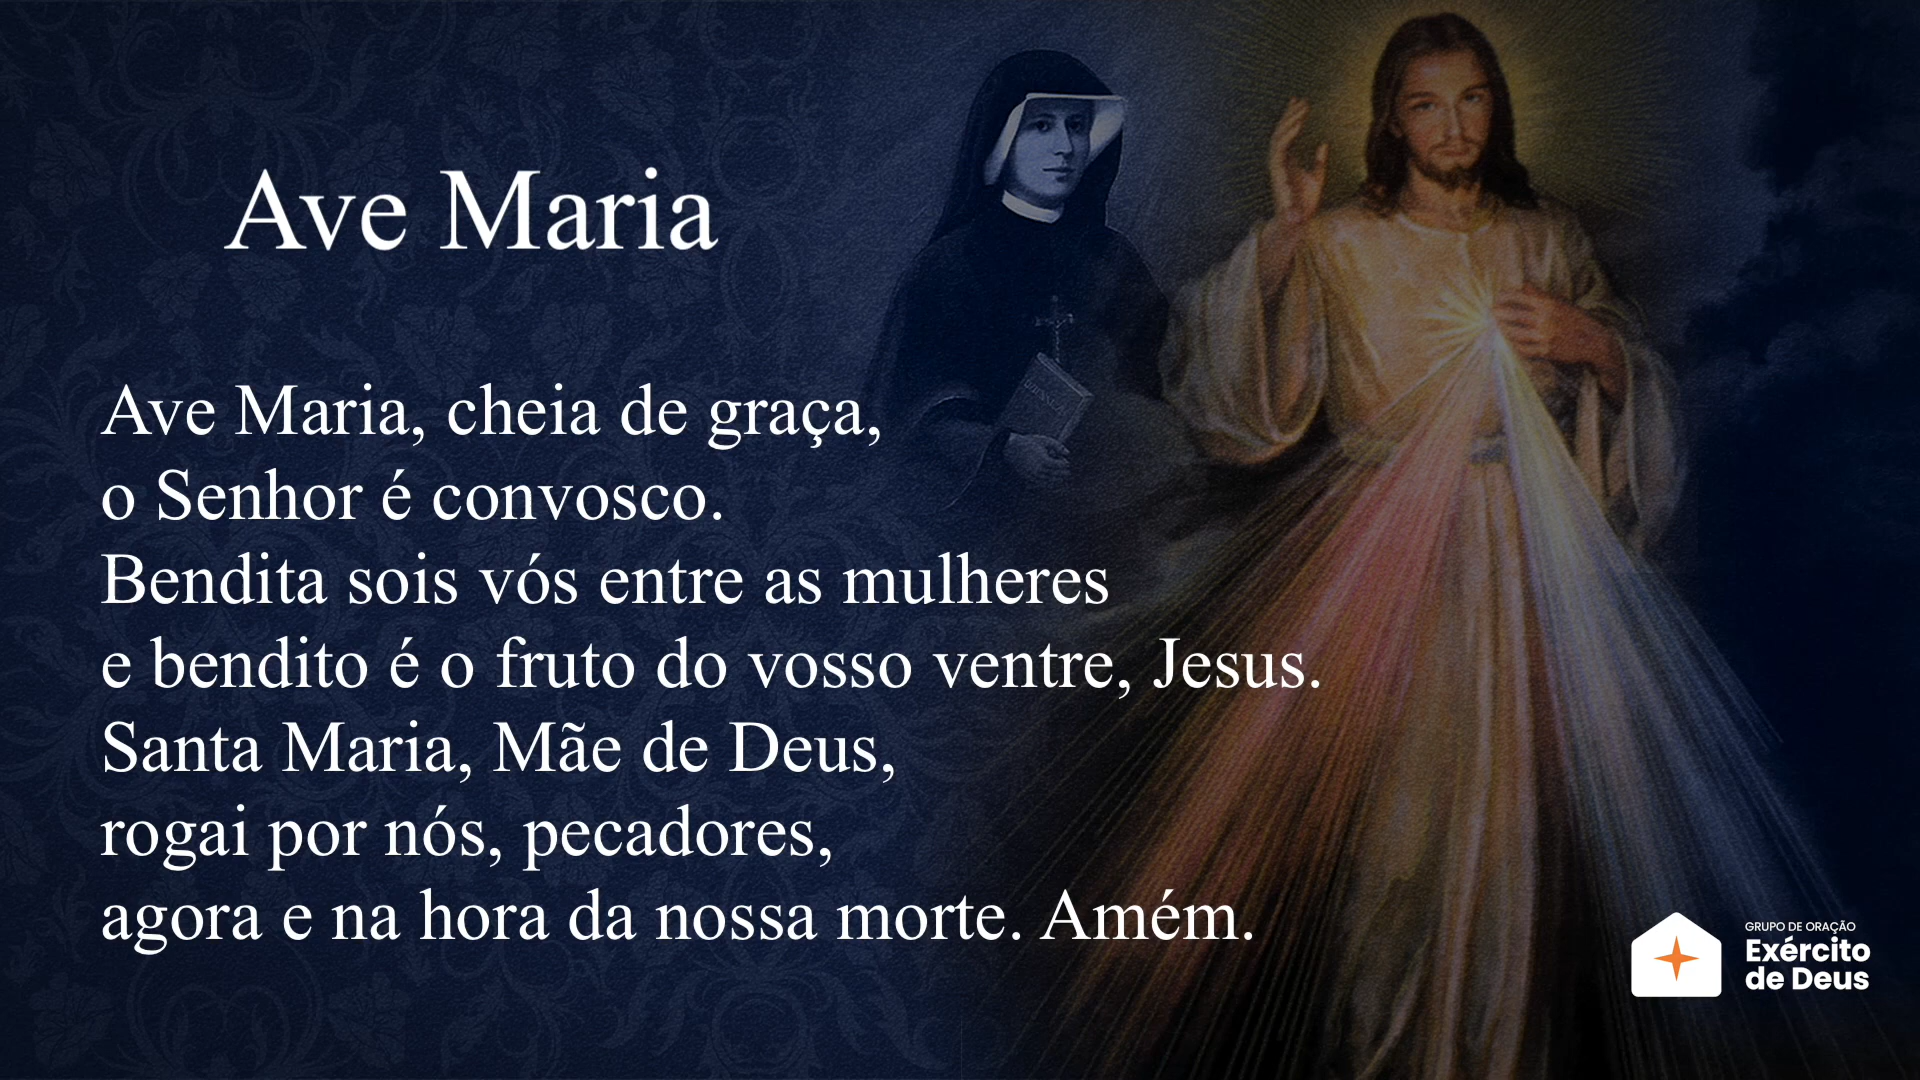 Ave Maria
Ave Maria, cheia de graça,
o Senhor é convosco.
Bendita sois vós entre as mulheres
e bendito é o fruto do vosso ventre, Jesus.
Santa Maria, Mãe de Deus,
rogai por nós, pecadores,
agora e na hora da nossa morte. Amém.
GRUPO DE ORAÇÃO
Exército
de Deus